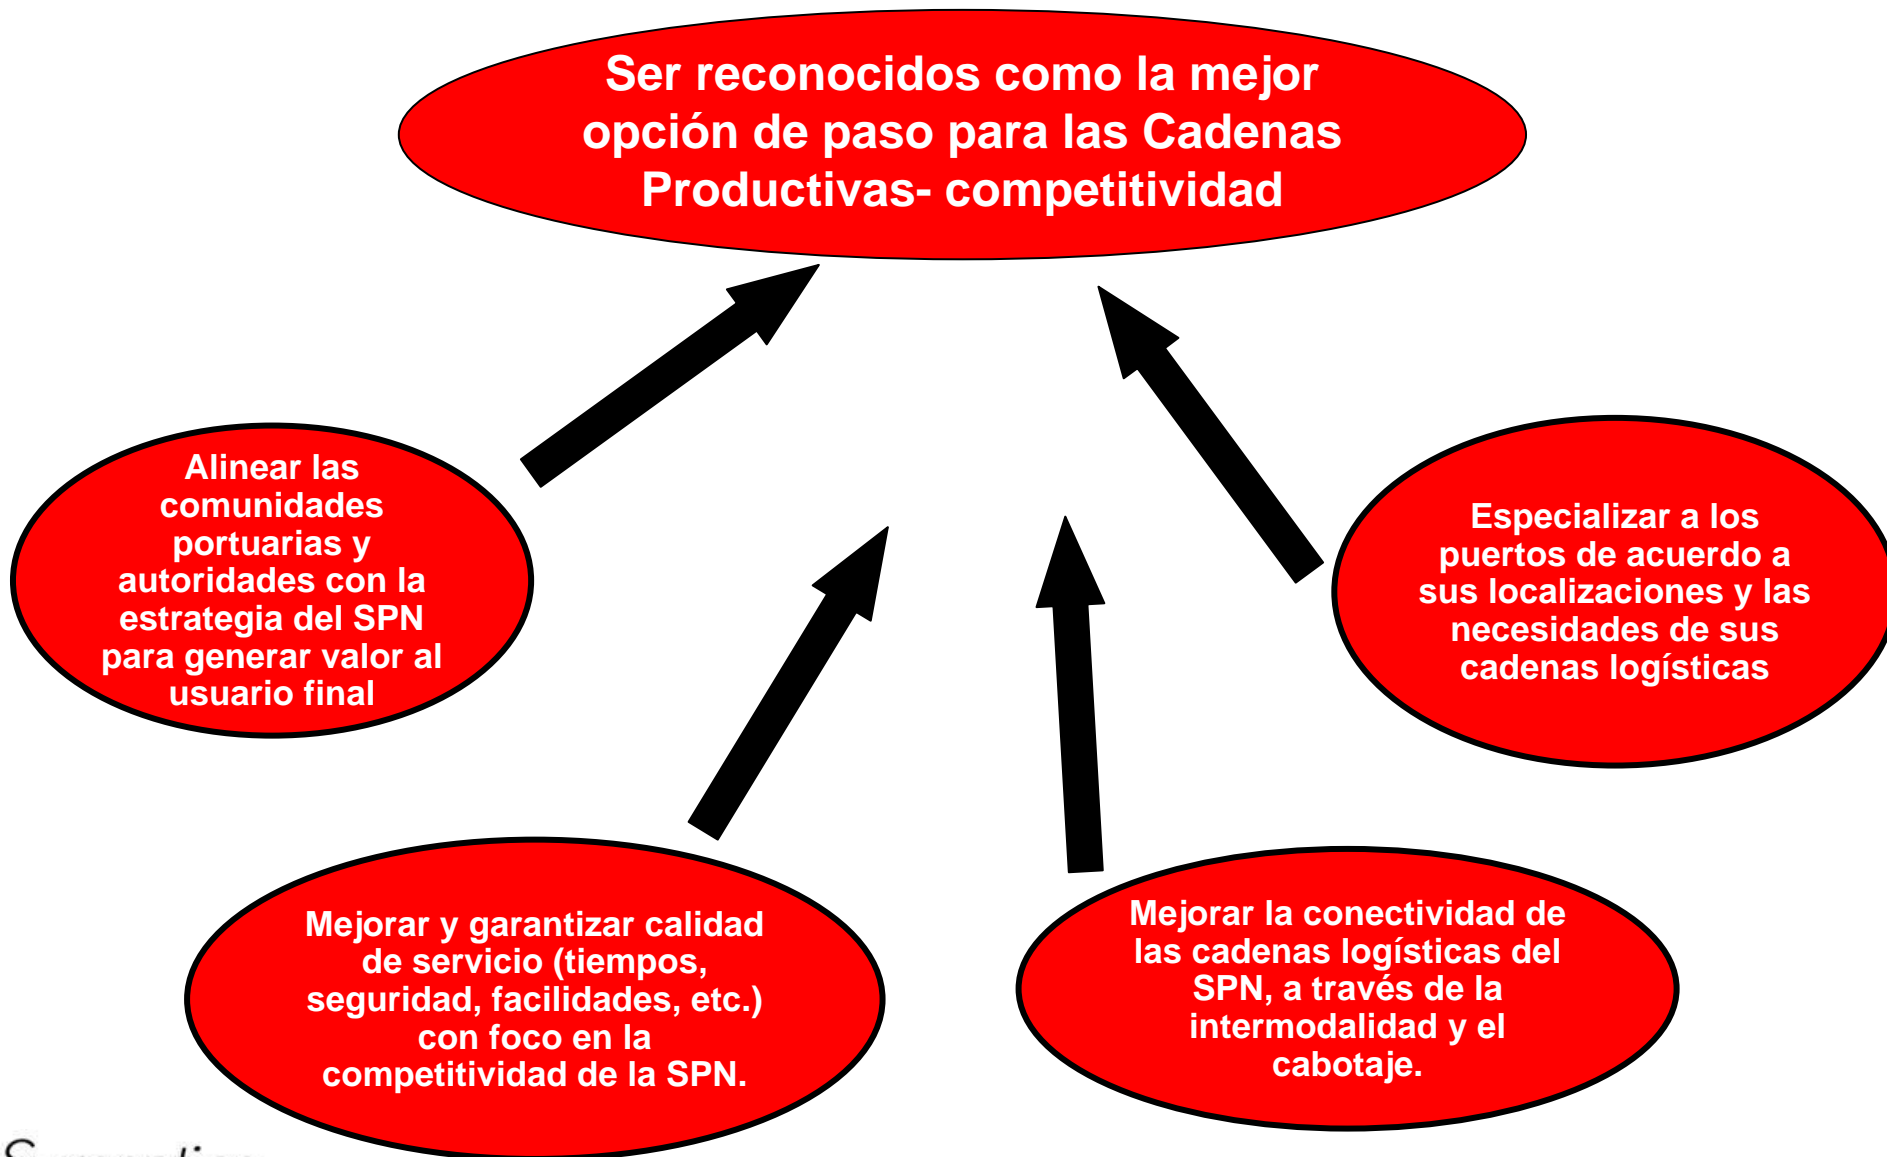 Ser reconocidos como la mejor
opción de paso para las Cadenas
Productivas- competitividad
Alinear las
comunidades
portuarias y
autoridades con la
estrategia del SPN
para generar valor al
usuario final
Especializar a los
puertos de acuerdo a
sus localizaciones y las
necesidades de sus
cadenas logísticas
Mejorar y garantizar calidad
de servicio (tiempos,
seguridad, facilidades, etc.)
con foco en la
competitividad de la SPN.
Mejorar la conectividad de
las cadenas logísticas del
SPN, a través de la
intermodalidad y el
cabotaje.